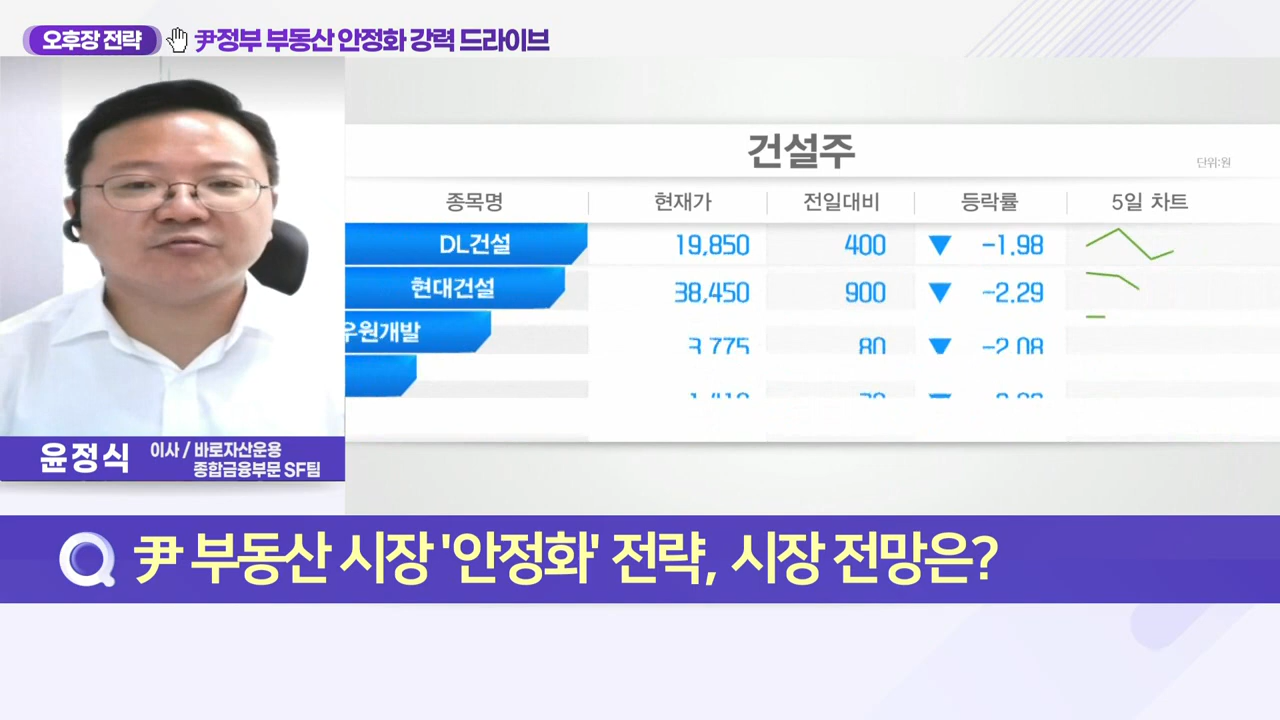 오후장 전략 尹정부 부동산 안정화 강력 드라이브
건설주
단위:원
종목명 현재가 전일대비 등락률 5일 차트
DL건설 19,850 400 ▼ -1.98
현대건설 38,450 900 ▼ -2.29
우원개발 3,775 80 ▼ -2.08
윤정식 이사 / 바로자산운용
종합금융부문 SF팀
尹 부동산 시장 '안정화' 전략, 시장 전망은?